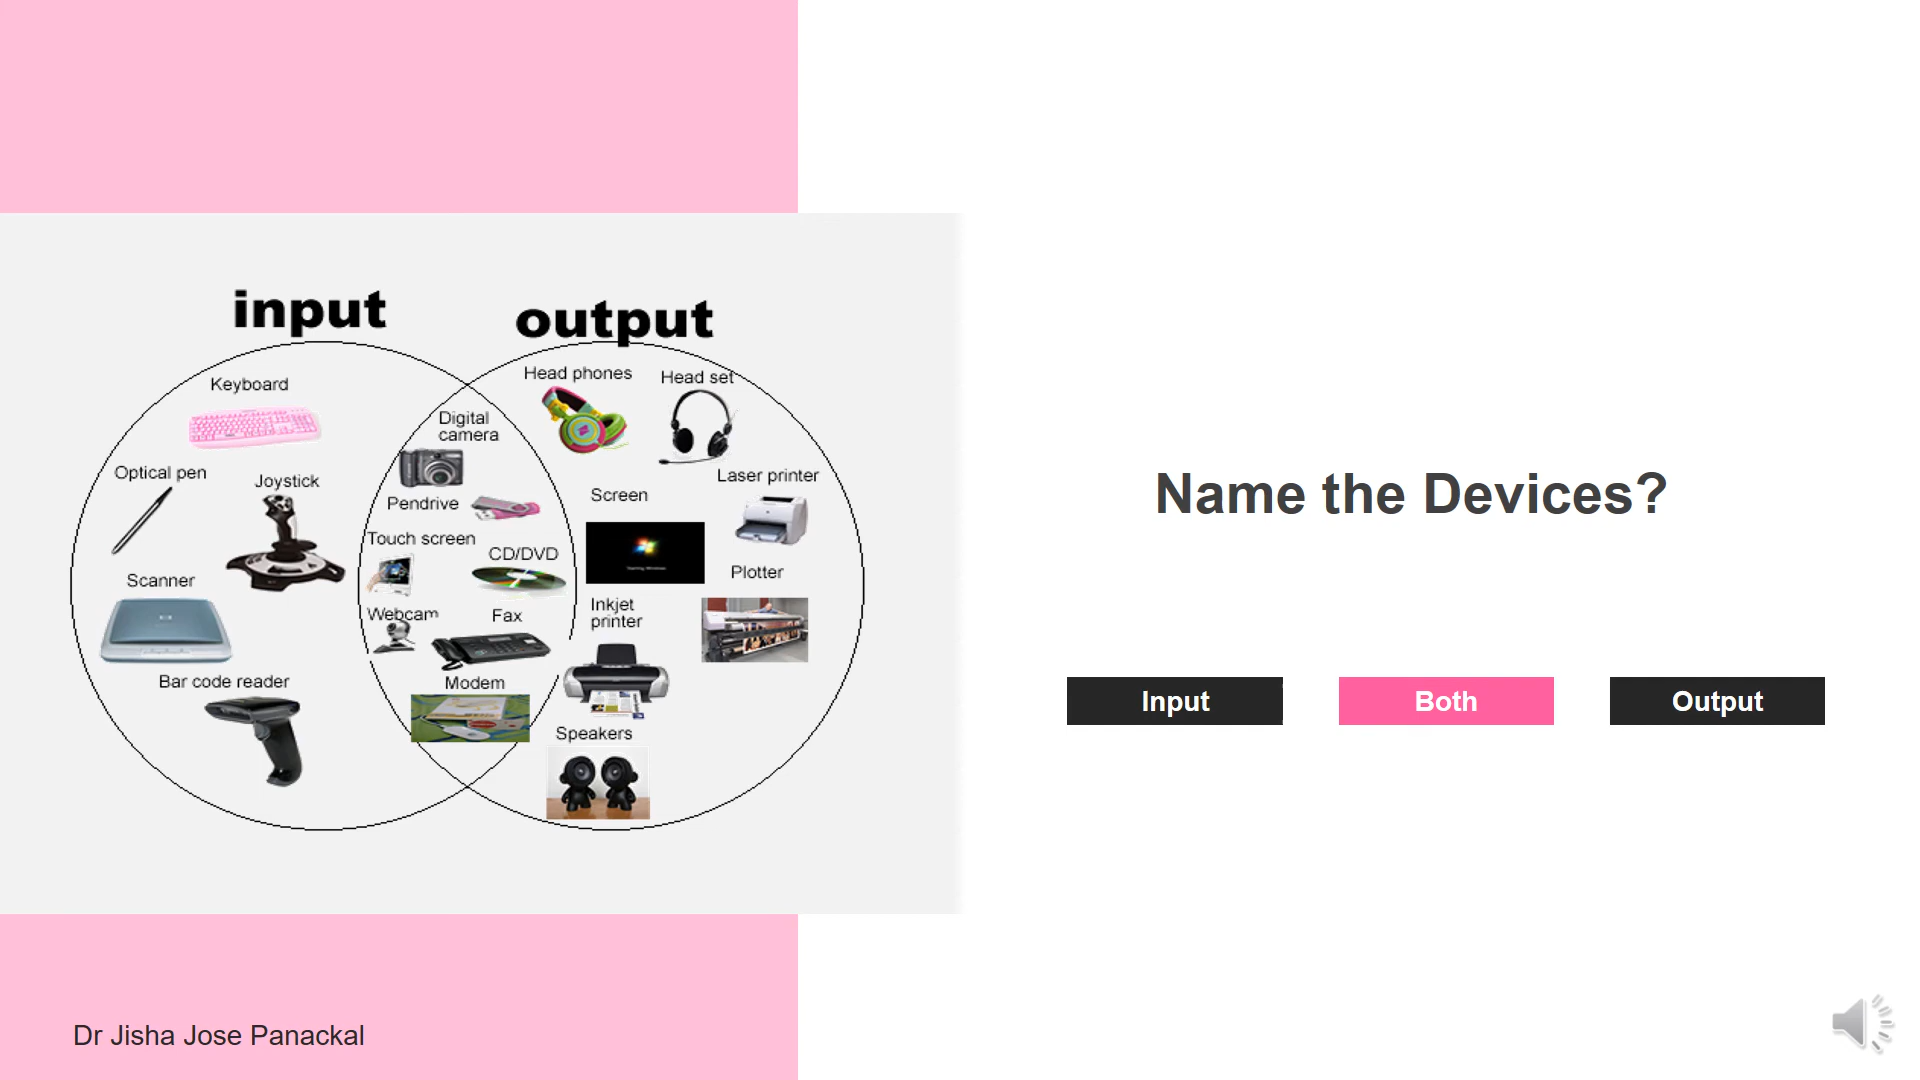 input
output
Keyboard
Optical pen
Joystick
Scanner
Bar code reader
Digital
camera
Pendrive
Touch screen
CD/DVD
Webcam
Fax
Modem
Head phones
Head set
Laser printer
Screen
Plotter
Inkjet
printer
Speakers
Name the Devices?
Input
Both
Output
Dr Jisha Jose Panackal